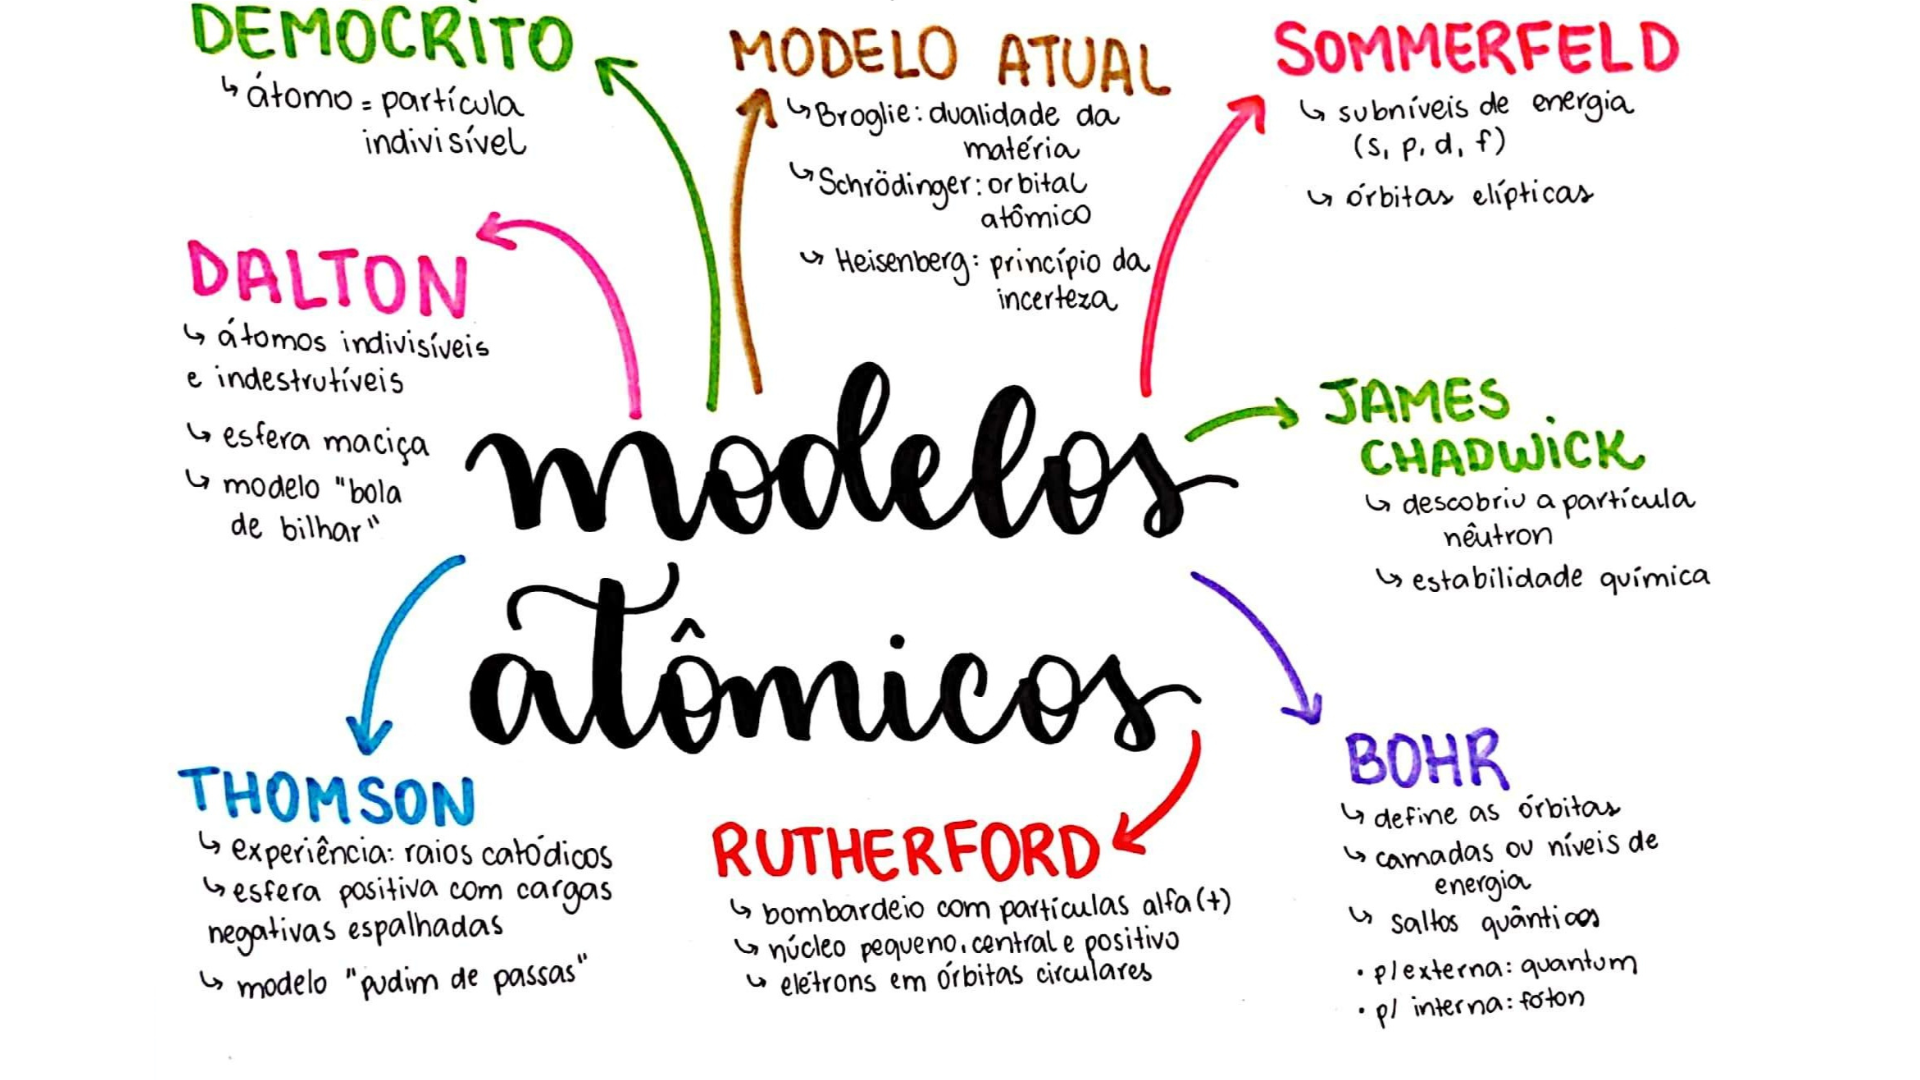 DEMOCRITO
↳ átomo = partícula
indivisível
MODELO ATUAL
↳ Broglie: dualidade da
matéria
↳ Schrödinger: orbital
atômico
↳ Heisenberg: princípio da
incerteza
SOMMERFELD
↳ subníveis de energia
(s, p, d, f)
↳ órbitas elípticas
DALTON
↳ átomos indivisíveis
e indestrutíveis
↳ esfera maciça
↳ modelo "bola
de bilhar"
modelos
atômicos
JAMES
CHADWICK
↳ descobriu a partícula
nêutron
↳ estabilidade química
THOMSON
↳ experiência: raios catódicos
↳ esfera positiva com cargas
negativas espalhadas
↳ modelo "pudim de passas"
RUTHERFORD
↳ bombardeio com partículas alfa (+)
↳ núcleo pequeno, central e positivo
↳ elétrons em órbitas circulares
BOHR
↳ define as órbitas
↳ camadas ou níveis de
energia
↳ saltos quânticos
• p/ externa: quantum
• p/ interna: fóton